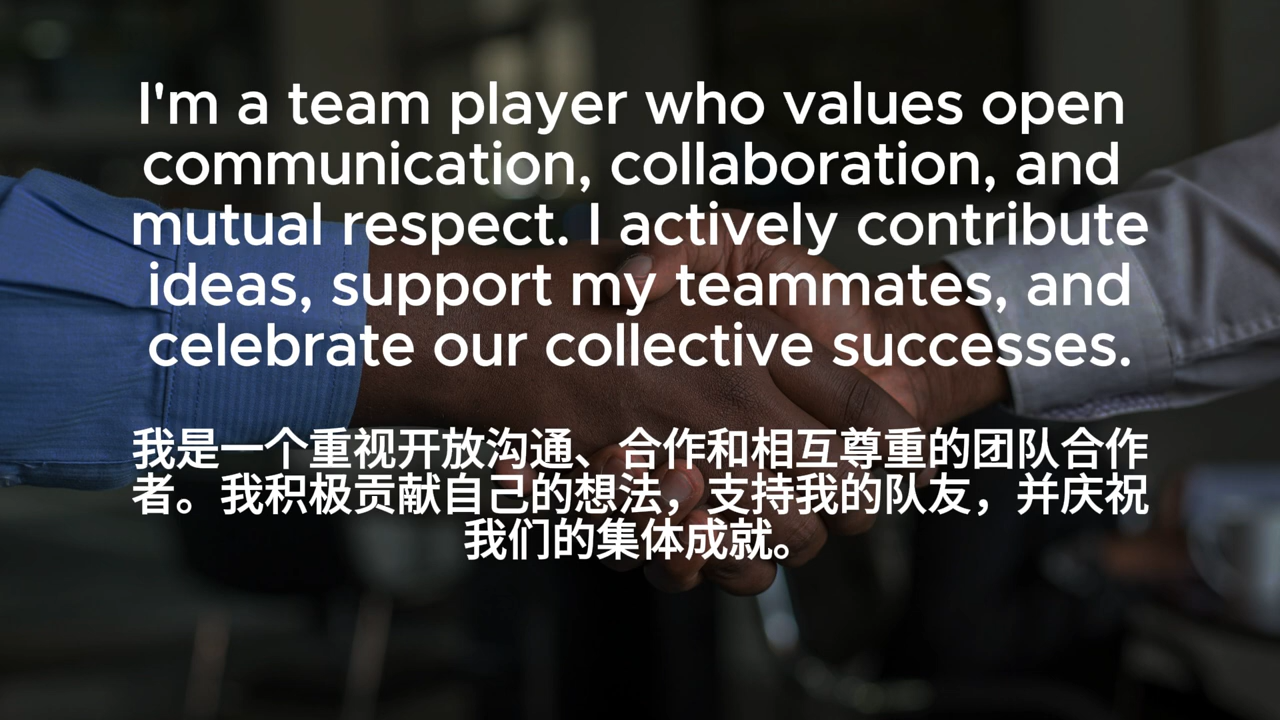 I'm a team player who values open
communication, collaboration, and
mutual respect. I actively contribute
ideas, support my teammates, and
celebrate our collective successes.
我是一个重视开放沟通、合作和相互尊重的团队合作
者。我积极贡献自己的想法，支持我的队友，并庆祝
我们的集体成就。